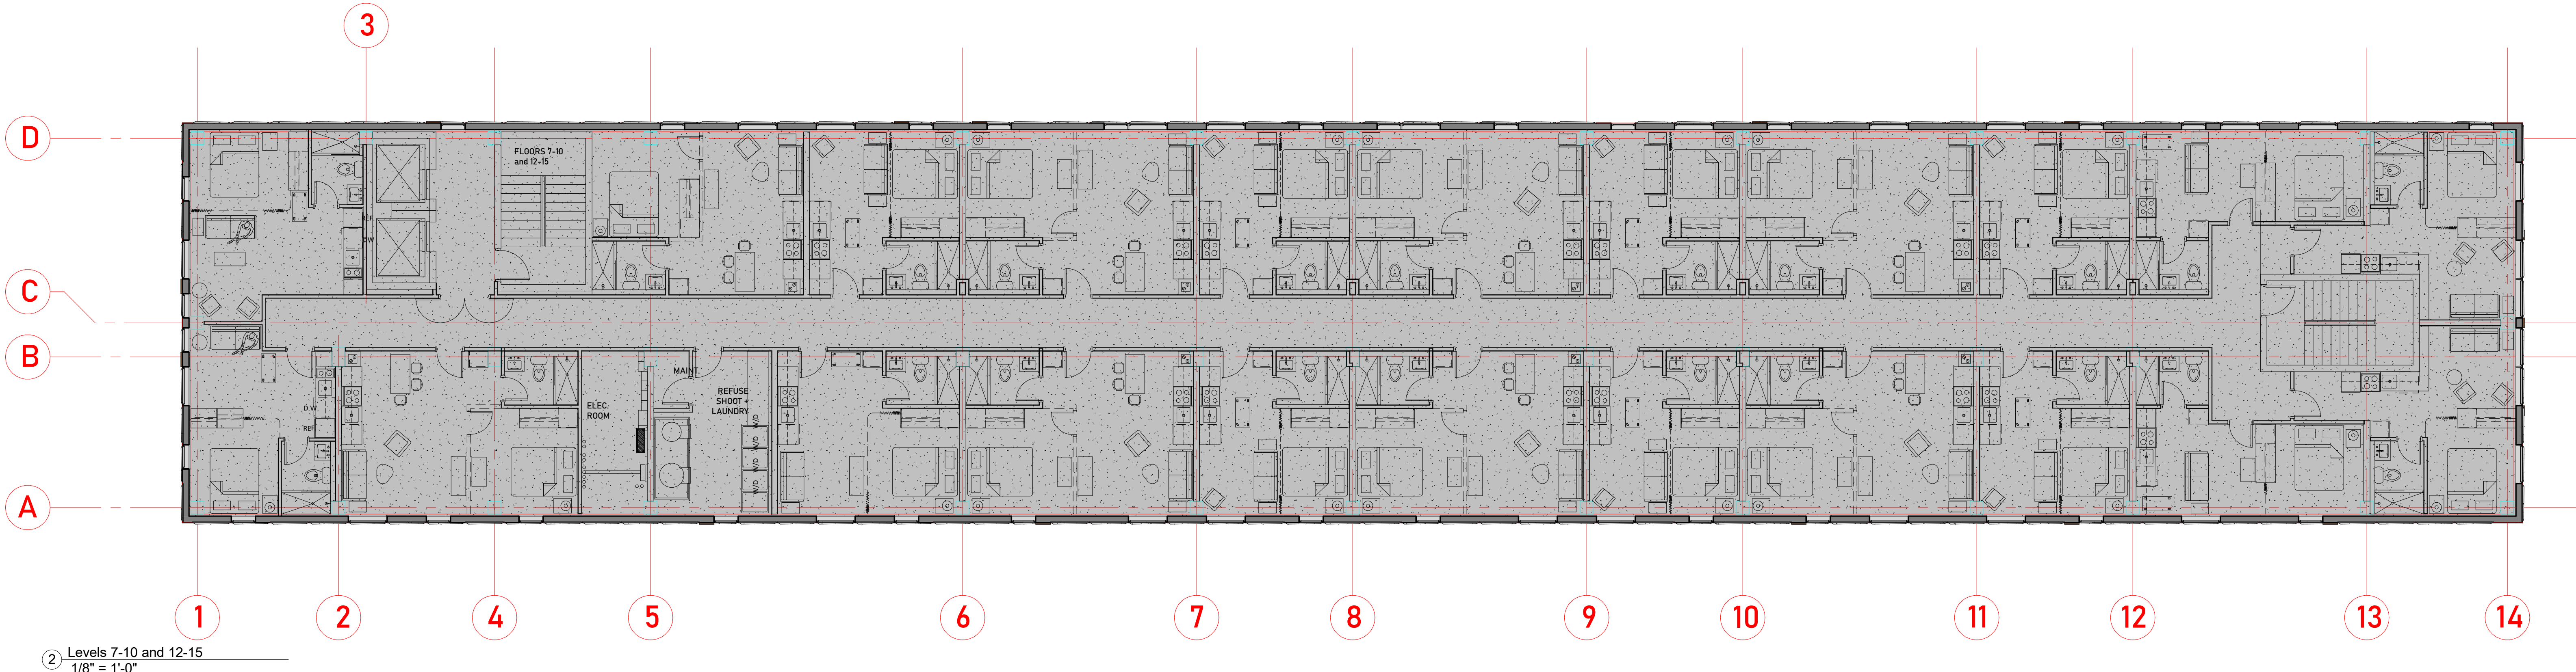 3
D
FLOORS 7-10
and 12-15
REF.
DW
C
B
MAINT.
REFUSE
SHOOT +
LAUNDRY
ELEC.
ROOM
D.W.
REF.
W/D
W/D
W/D
W/D
A
1
2
4
5
6
7
8
9
10
11
12
13
14
2
Levels 7-10 and 12-15
1/8" = 1'-0"